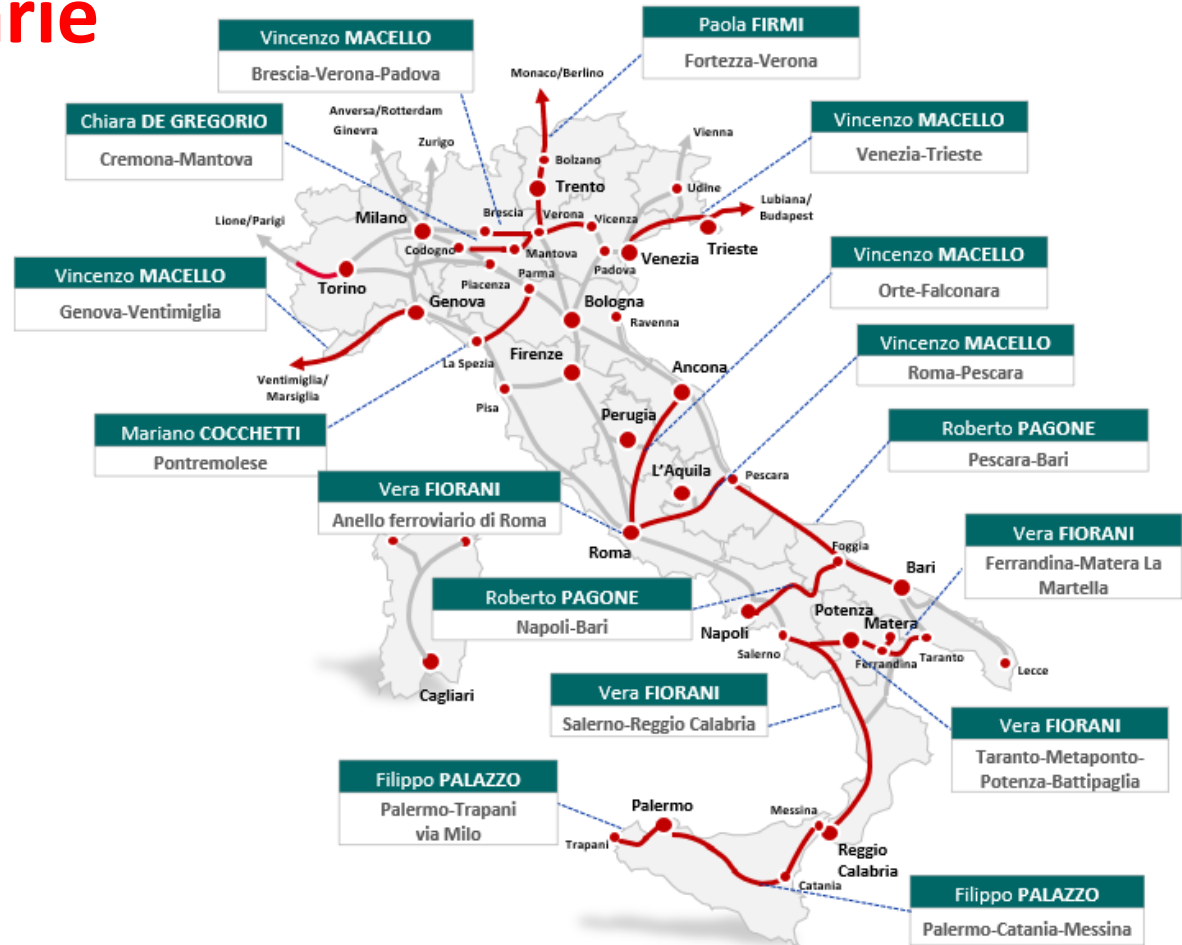 arie
Vincenzo MACELLO
Brescia-Verona-Padova
Paola FIRMI
Fortezza-Verona
Monaco/Berlino
Chiara DE GREGORIO
Cremona-Mantova
Anversa/Rotterdam
Ginevra
Zurigo
Vienna
Vincenzo MACELLO
Venezia-Trieste
Bolzano
Trento
Udine
Lubiana/
Budapest
Lione/Parigi
Milano
Brescia
Verona
Vicenza
Trieste
Codogno
Mantova
Padova
Venezia
Vincenzo MACELLO
Genova-Ventimiglia
Torino
Piacenza
Parma
Vincenzo MACELLO
Orte-Falconara
Genova
Bologna
Ravenna
La Spezia
Firenze
Ancona
Vincenzo MACELLO
Roma-Pescara
Ventimiglia/
Marsiglia
Pisa
Perugia
Mariano COCCHETTI
Pontremolese
Roberto PAGONE
Pescara-Bari
L'Aquila
Pescara
Vera FIORANI
Anello ferroviario di Roma
Roma
Foggia
Vera FIORANI
Ferrandina-Matera La
Martella
Bari
Roberto PAGONE
Napoli-Bari
Napoli
Potenza
Matera
Salerno
Ferrandina
Taranto
Lecce
Cagliari
Vera FIORANI
Salerno-Reggio Calabria
Vera FIORANI
Taranto-Metaponto-
Potenza-Battipaglia
Filippo PALAZZO
Palermo-Trapani
via Milo
Palermo
Messina
Trapani
Reggio
Calabria
Catania
Filippo PALAZZO
Palermo-Catania-Messina